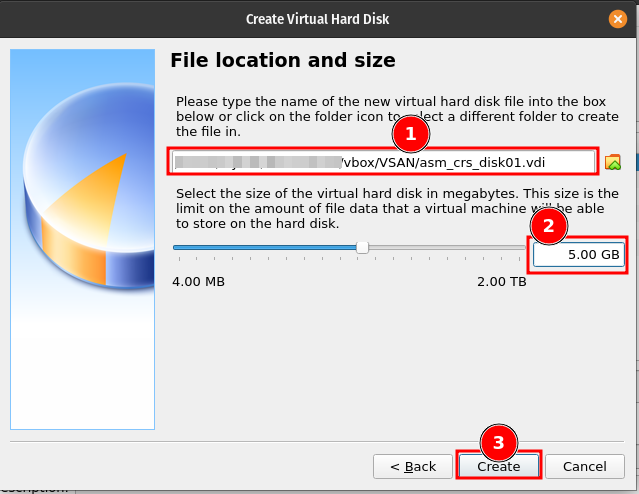 Create Virtual Hard Disk
File location and size
Please type the name of the new virtual hard disk file into the box
below or click on the folder icon to select a different folder to create
the file in.
1
/vbox/VSAN/asm_crs_disk01.vdi
Select the size of the virtual hard disk in megabytes. This size is the
limit on the amount of file data that a virtual machine will be able
to store on the hard disk.
2
5.00 GB
4.00 MB 2.00 TB
3
< Back Create Cancel